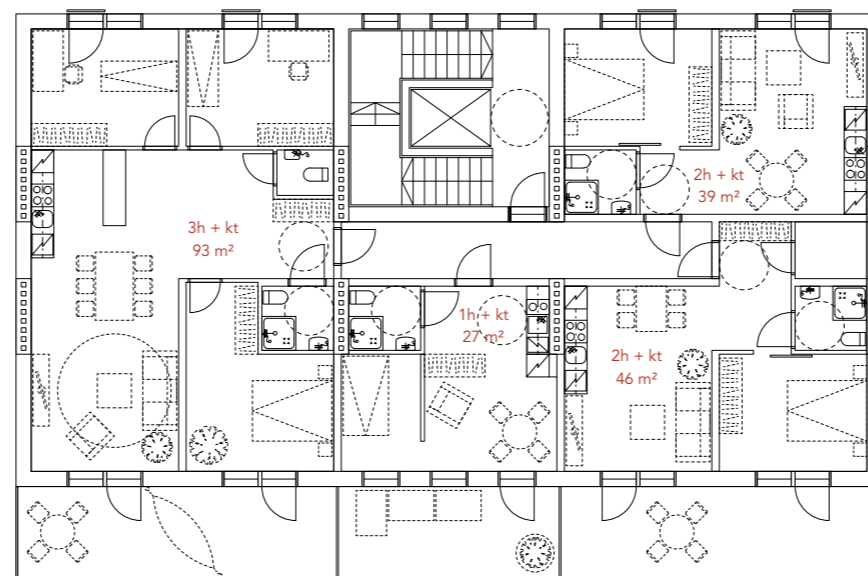 2h + kt
39 m²
3h + kt
93 m²
1h + kt
27 m²
2h + kt
46 m²